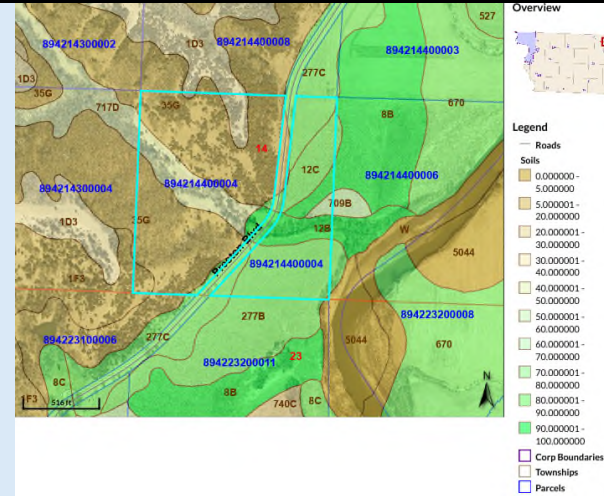 894214300002
894214400008
527
1D3
277C
894214400003
1D3
35G
717D
35G
8B
670
14
12C
894214300004
894214400004
894214400006
709B
1D3
12B
W
5044
894214400004
1F3
894223100006
277C
277B
894223200008
5044
670
894223200011
23
8C
8B
1F3
740C
8C
516 ft
N
Overview
Legend
Roads
Soils
0.000000 -
5.000000
5.000001 -
20.000000
20.000001 -
30.000000
30.000001 -
40.000000
40.000001 -
50.000000
50.000001 -
60.000000
60.000001 -
70.000000
70.000001 -
80.000000
80.000001 -
90.000000
90.000001 -
100.000000
Corp Boundaries
Townships
Parcels